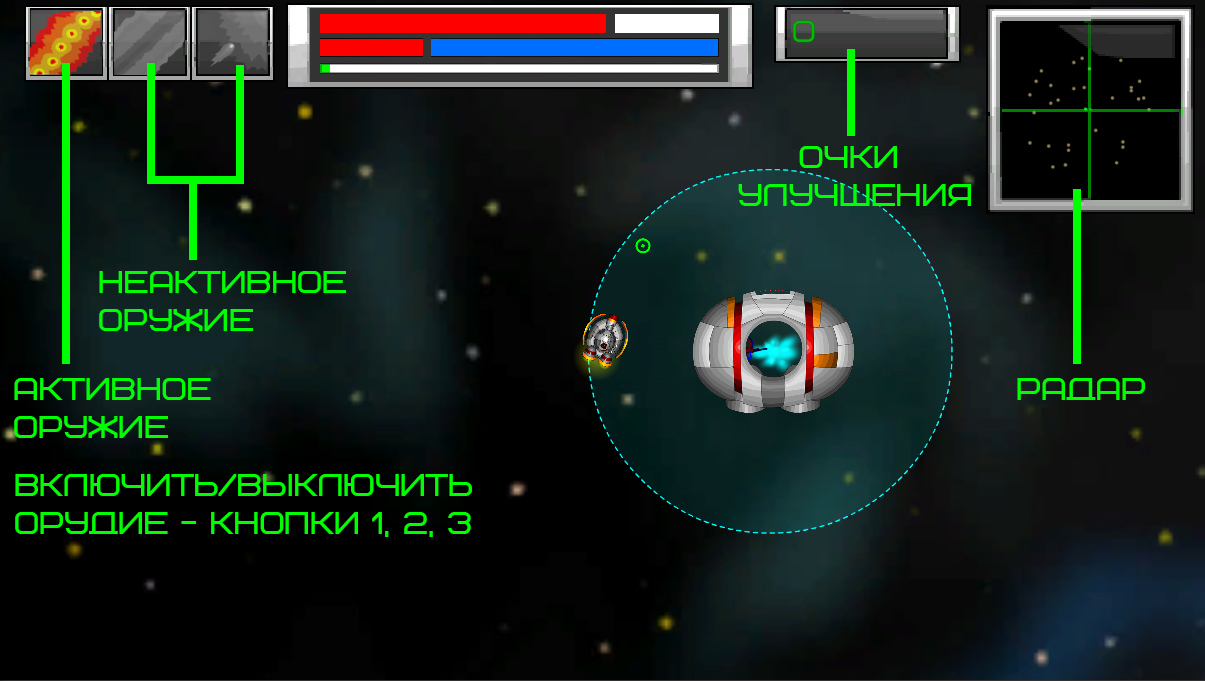 ОЧКИ
УЛУЧШЕНИЯ
НЕАКТИВНОЕ
ОРУЖИЕ
АКТИВНОЕ
ОРУЖИЕ
РАДАР
ВКЛЮЧИТЬ/ВЫКЛЮЧИТЬ
ОРУДИЕ - КНОПКИ 1, 2, 3